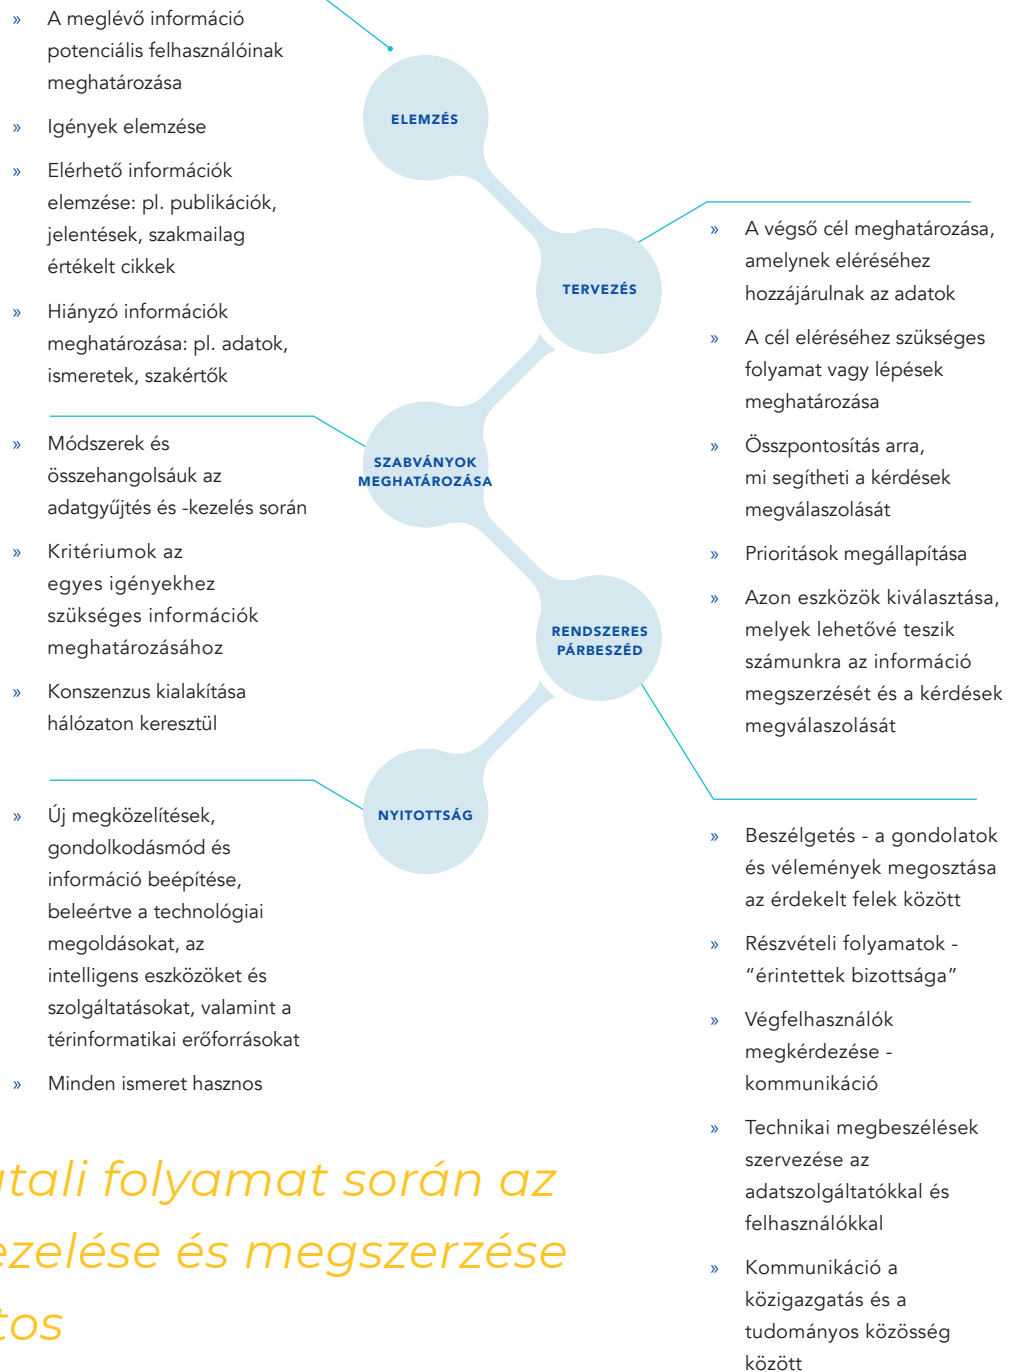 » A meglévő információ
potenciális felhasználóinak
meghatározása
» Igények elemzése
» Elérhető információk
elemzése: pl. publikációk,
jelentések, szakmailag
értékelt cikkek
» Hiányzó információk
meghatározása: pl. adatok,
ismeretek, szakértők
ELEMZÉS
TERVEZÉS
» A végső cél meghatározása,
amelynek eléréséhez
hozzájárulnak az adatok
» A cél eléréséhez szükséges
folyamat vagy lépések
meghatározása
» Összpontosítás arra,
mi segítheti a kérdések
megválaszolását
» Prioritások megállapítása
» Azon eszközök kiválasztása,
melyek lehetővé teszik
számunkra az információ
megszerzését és a kérdések
megválaszolását
SZABVÁNYOK
MEGHATÁROZÁSA
» Módszerek és
összehangolsáuk az
adatgyűjtés és -kezelés során
» Kritériumok az
egyes igényekhez
szükséges információk
meghatározásához
» Konszenzus kialakítása
hálózaton keresztül
RENDSZERES
PÁRBESZÉD
» Beszélgetés - a gondolatok
és vélemények megosztása
az érdekelt felek között
» Részvételi folyamatok -
“érintettek bizottsága”
» Végfelhasználók
megkérdezése -
kommunikáció
» Technikai megbeszélések
szervezése az
adatszolgáltatókkal és
felhasználókkal
» Kommunikáció a
közigazgatás és a
tudományos közösség
között
NYITOTTSÁG
» Új megközelítések,
gondolkodásmód és
információ beépítése,
beleértve a technológiai
megoldásokat, az
intelligens eszközöket és
szolgáltatásokat, valamint a
térinformatikai erőforrásokat
» Minden ismeret hasznos
folyamat során az
és megszerzése